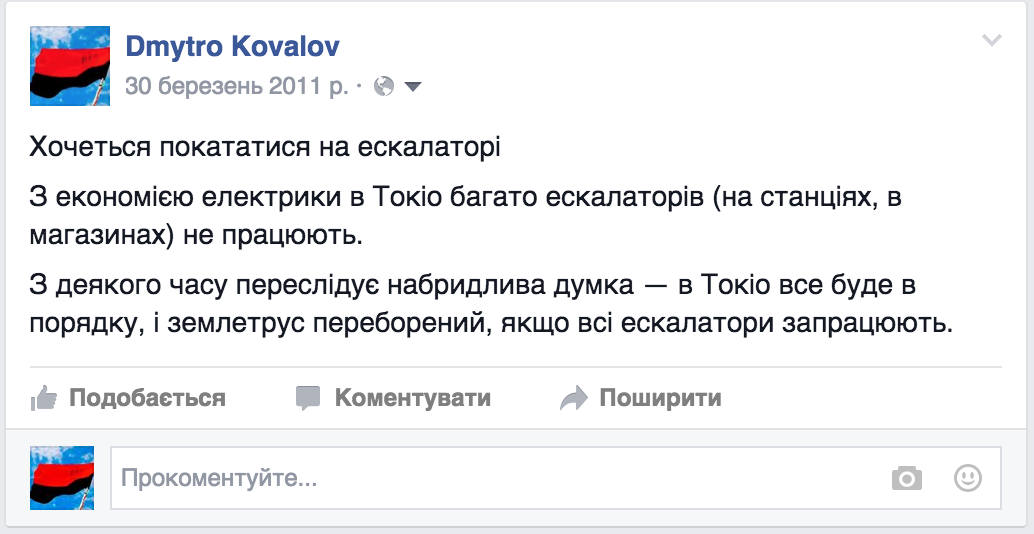 Dmytro Kovalov
30 березень 2011 р. ·
Хочеться покататися на ескалаторі
З економією електрики в Токіо багато ескалаторів (на станціях, в
магазинах) не працюють.
З деякого часу переслідує набридлива думка — в Токіо все буде в
порядку, і землетрус переборений, якщо всі ескалатори запрацюють.
Подобається Коментувати Поширити
Прокоментуйте...